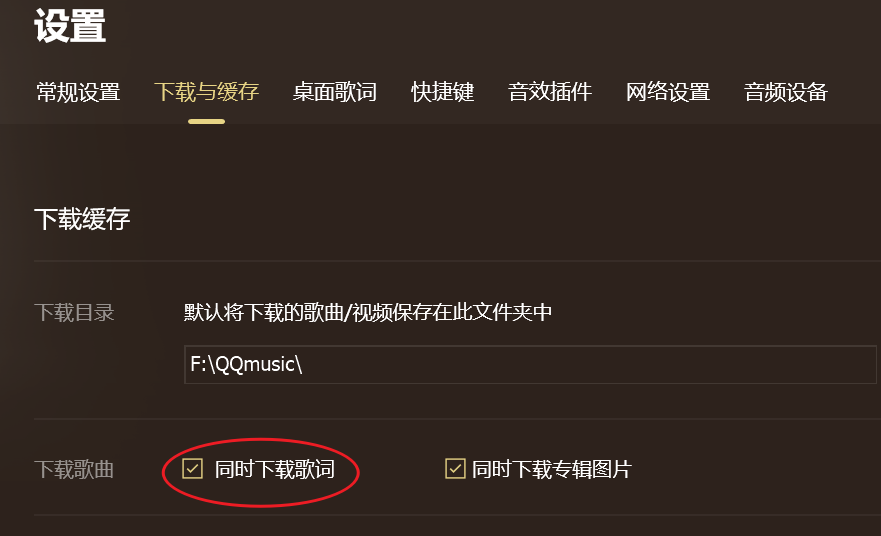 设置
常规设置 下载与缓存 桌面歌词 快捷键 音效插件 网络设置 音频设备
下载缓存
下载目录 默认将下载的歌曲/视频保存在此文件夹中
F:\QQmusic\
下载歌曲 同时下载歌词 同时下载专辑图片